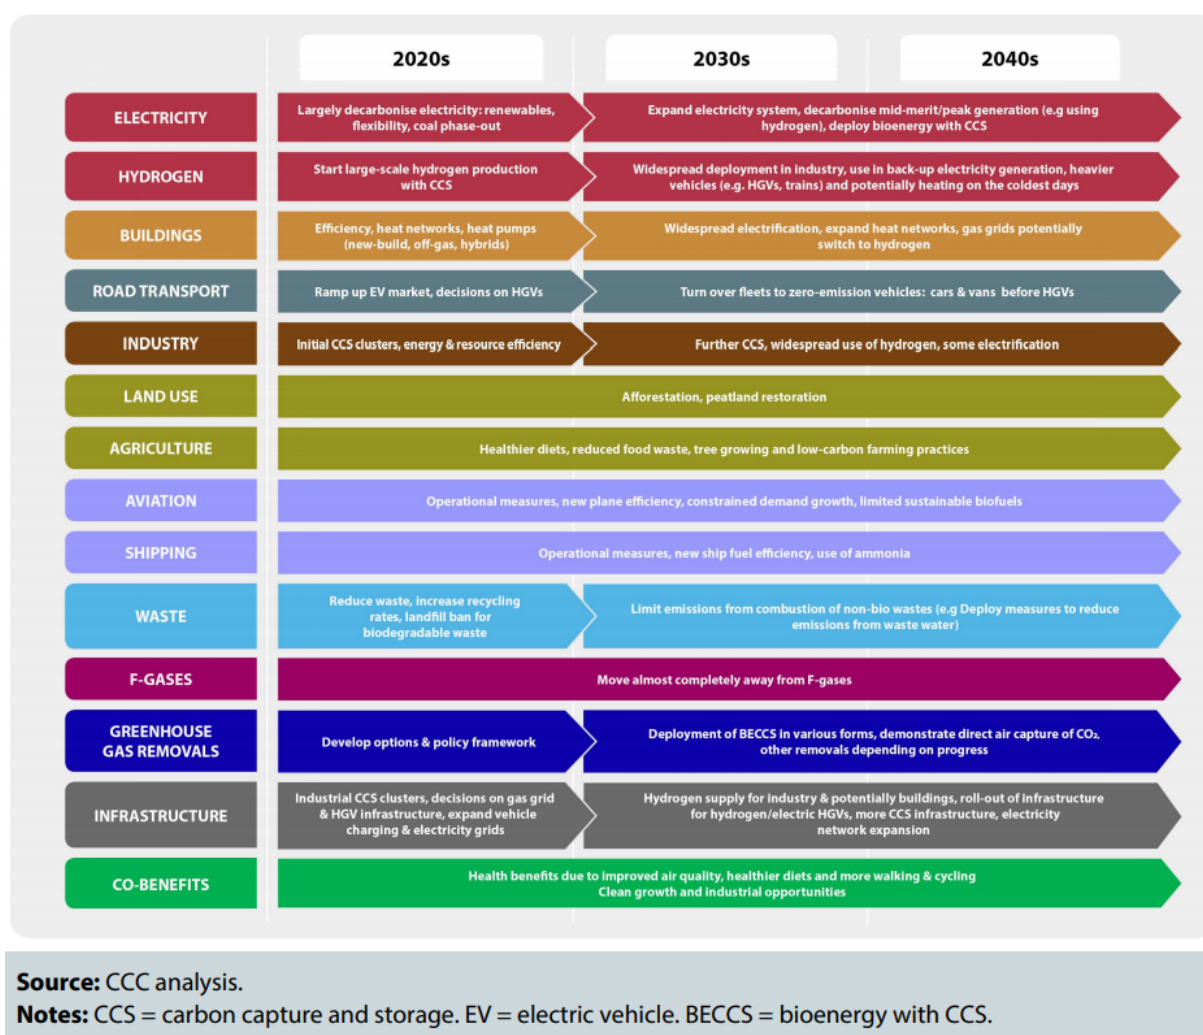 2020s
2030s
2040s
ELECTRICITY
Largely decarbonise electricity: renewables,
flexibility, coal phase-out
Expand electricity system, decarbonise mid-merit/peak generation (e.g using
hydrogen), deploy bioenergy with CCS
HYDROGEN
Start large-scale hydrogen production
with CCS
Widespread deployment in industry, use in back-up electricity generation, heavier
vehicles (e.g. HGVs, trains) and potentially heating on the coldest days
BUILDINGS
Efficiency, heat networks, heat pumps
(new-build, off-gas, hybrids)
Widespread electrification, expand heat networks, gas grids potentially
switch to hydrogen
ROAD TRANSPORT
Ramp up EV market, decisions on HGVs
Turn over fleets to zero-emission vehicles: cars & vans before HGVs
INDUSTRY
Initial CCS clusters, energy & resource efficiency
Further CCS, widespread use of hydrogen, some electrification
LAND USE
Afforestation, peatland restoration
AGRICULTURE
Healthier diets, reduced food waste, tree growing and low-carbon farming practices
AVIATION
Operational measures, new plane efficiency, constrained demand growth, limited sustainable biofuels
SHIPPING
Operational measures, new ship fuel efficiency, use of ammonia
WASTE
Reduce waste, increase recycling
rates, landfill ban for
biodegradable waste
Limit emissions from combustion of non-bio wastes (e.g Deploy measures to reduce
emissions from waste water)
F-GASES
Move almost completely away from F-gases
GREENHOUSE
GAS REMOVALS
Develop options & policy framework
Deployment of BECCS in various forms, demonstrate direct air capture of CO₂,
other removals depending on progress
INFRASTRUCTURE
Industrial CCS clusters, decisions on gas grid
& HGV infrastructure, expand vehicle
charging & electricity grids
Hydrogen supply for industry & potentially buildings, roll-out of infrastructure
for hydrogen/electric HGVs, more CCS infrastructure, electricity
network expansion
CO-BENEFITS
Health benefits due to improved air quality, healthier diets and more walking & cycling
Clean growth and industrial opportunities
Source: CCC analysis.
Notes: CCS = carbon capture and storage. EV = electric vehicle. BECCS = bioenergy with CCS.